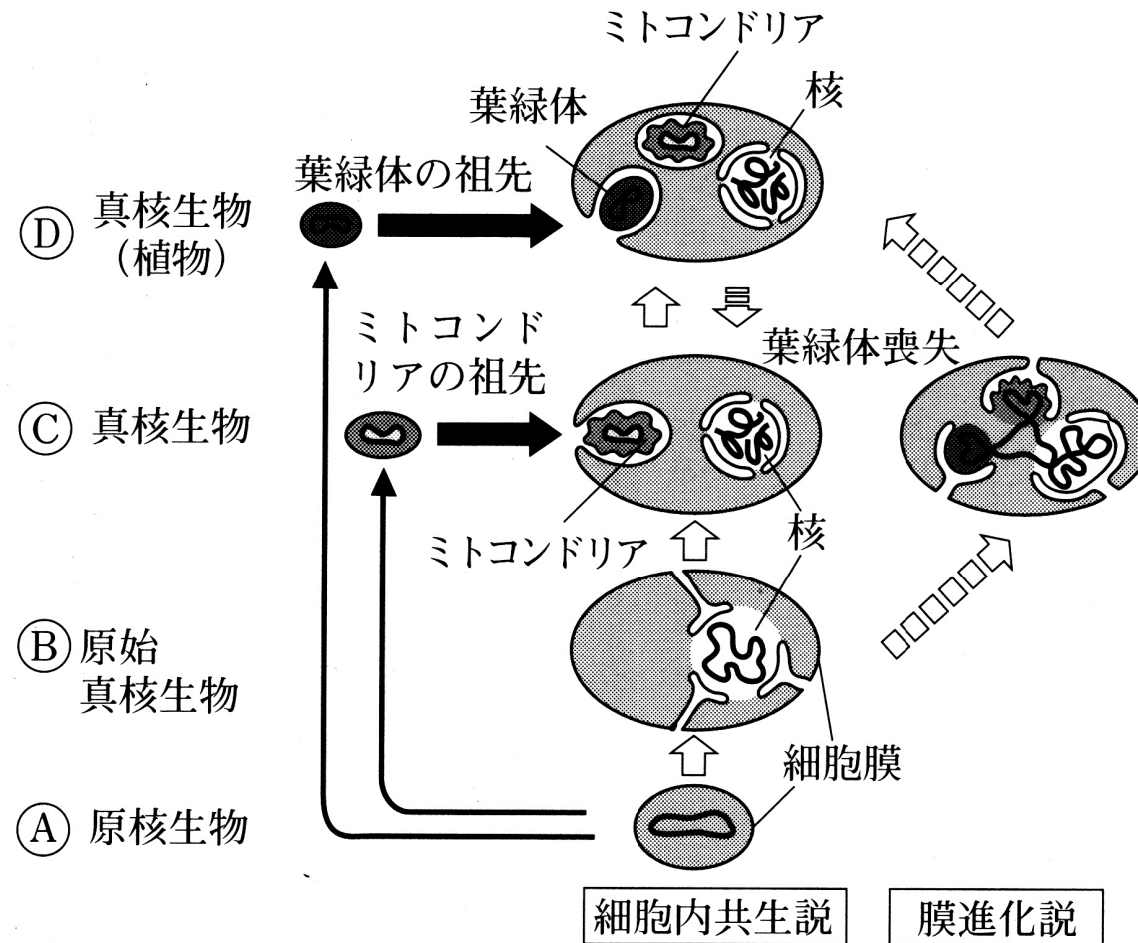 ミトコンドリア
核
葉緑体
葉緑体の祖先
Ⓓ 真核生物
（植物）
ミトコンド
リアの祖先
葉緑体喪失
Ⓒ 真核生物
ミトコンドリア
核
Ⓑ 原始
真核生物
細胞膜
Ⓐ 原核生物
細胞内共生説
膜進化説